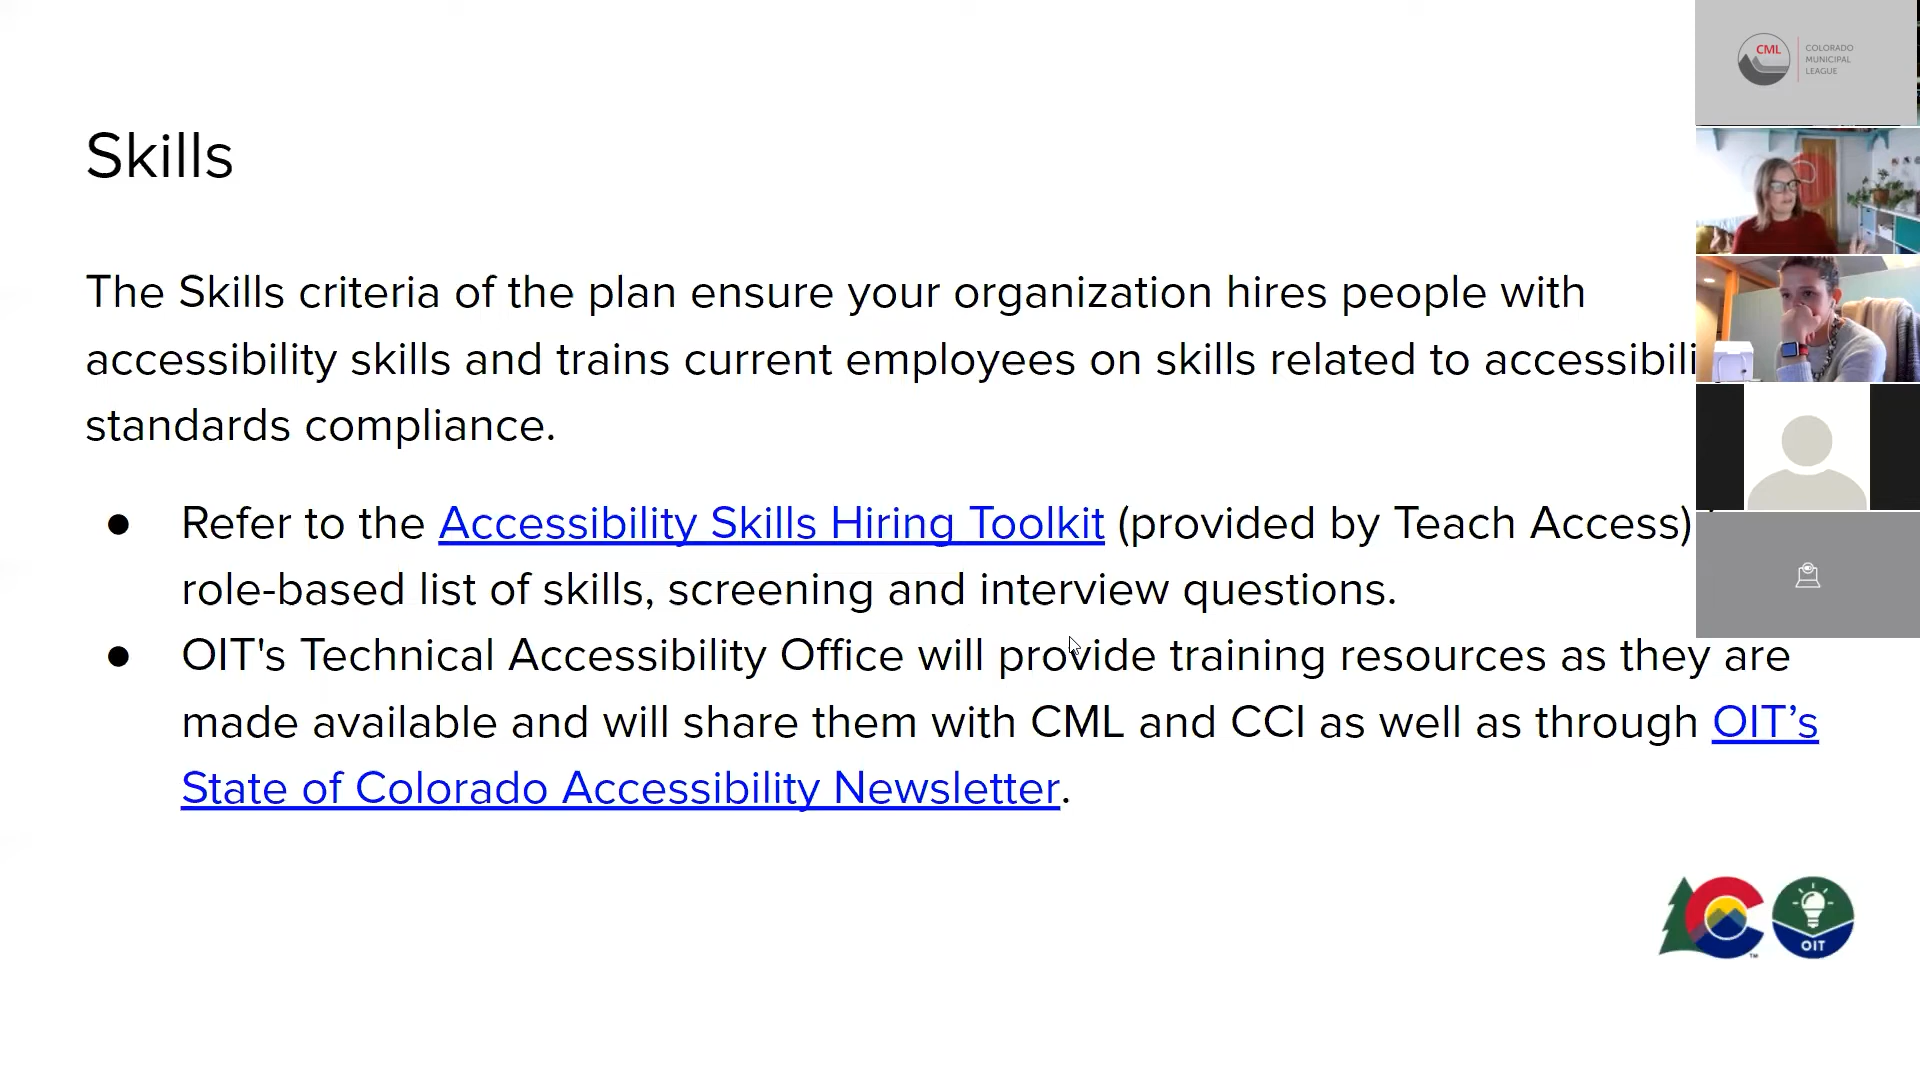 CML
COLORADO
MUNICIPAL
LEAGUE
Skills
The Skills criteria of the plan ensure your organization hires people with
accessibility skills and trains current employees on skills related to
standards compliance.
● Refer to the Accessibility Skills Hiring Toolkit (provided by Teach Access)
role-based list of skills, screening and interview questions.
● OIT's Technical Accessibility Office will provide training resources as they are
made available and will share them with CML and CCI as well as through OIT’s
State of Colorado Accessibility Newsletter.
TM
OIT